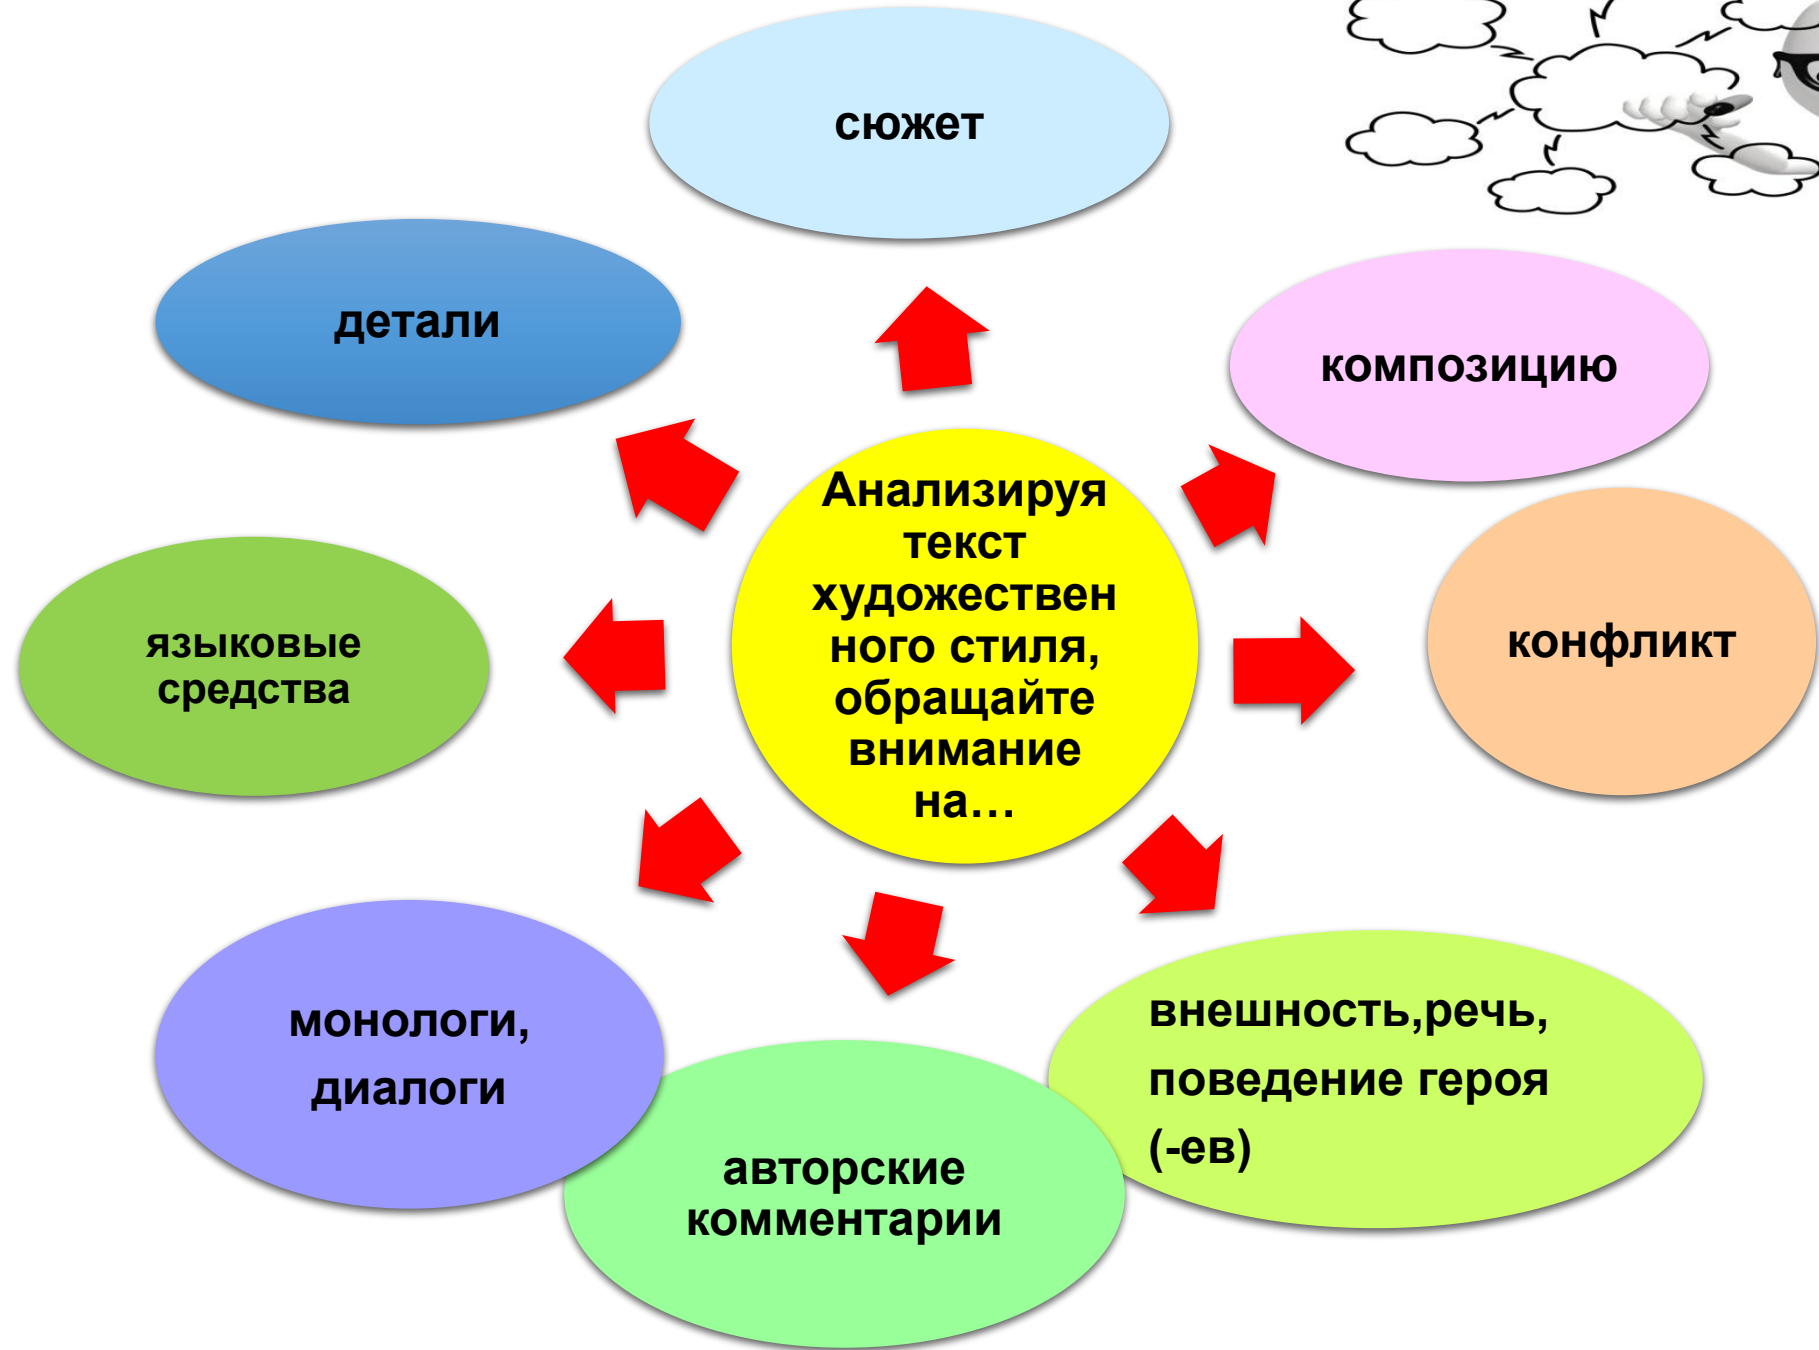 сюжет
детали
композицию
Анализируя
текст
художествен
ного стиля,
обращайте
внимание
на…
языковые
средства
конфликт
монологи,
диалоги
внешность,речь,
поведение героя
(-ев)
авторские
комментарии